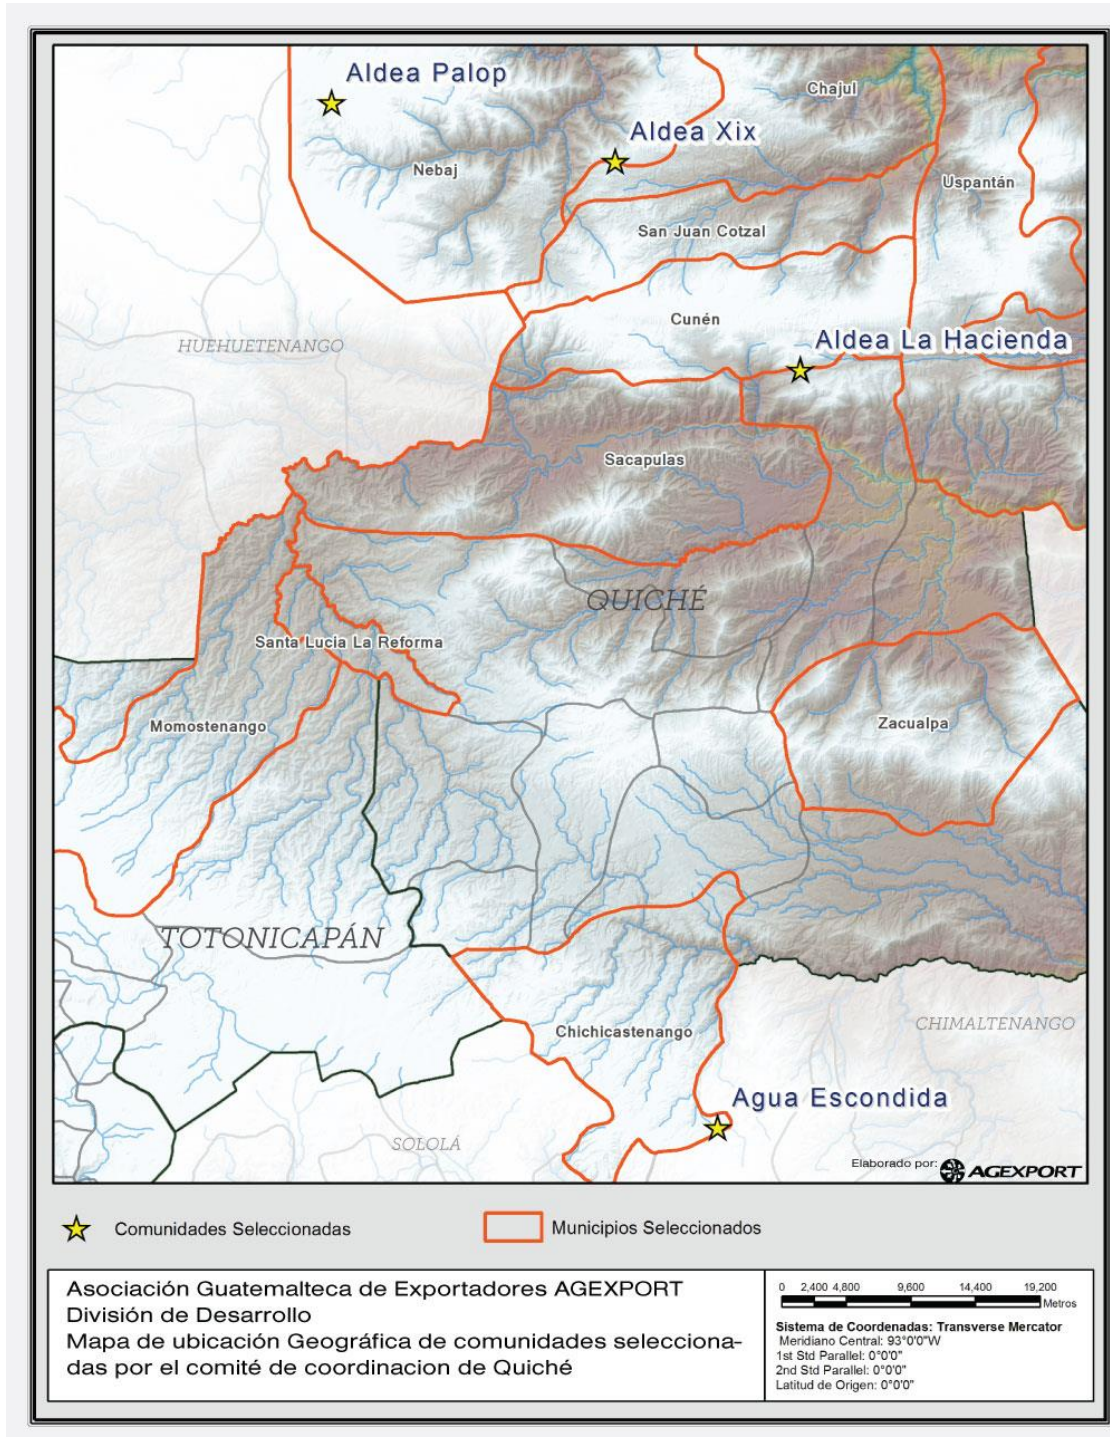 Aldea Palop
Chajul
Aldea Xix
Nebaj
Uspantán
San Juan Cotzal
Cunén
HUEHUETENANGO
Aldea La Hacienda
Sacapulas
QUICHÉ
Santa Lucia La Reforma
Momostenango
Zacualpa
TOTONICAPÁN
Chichicastenango
CHIMALTENANGO
Agua Escondida
SOLOLÁ
Elaborado por: AGEXPORT
Comunidades Seleccionadas
Municipios Seleccionados
Asociación Guatemalteca de Exportadores AGEXPORT
División de Desarrollo
Mapa de ubicación Geográfica de comunidades selecciona-
das por el comité de coordinacion de Quiché
0 2,400 4,800 9,600 14,400 19,200
Metros
Sistema de Coordenadas: Transverse Mercator
Meridiano Central: 93°0'0"W
1st Std Parallel: 0°0'0"
2nd Std Parallel: 0°0'0"
Latitud de Origen: 0°0'0"